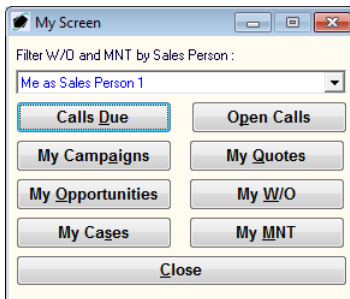 My Screen
Filter W/O and MNT by Sales Person :
Me as Sales Person 1
Calls Due Open Calls
My Campaigns My Quotes
My Opportunities My W/O
My Cases My MNT
Close